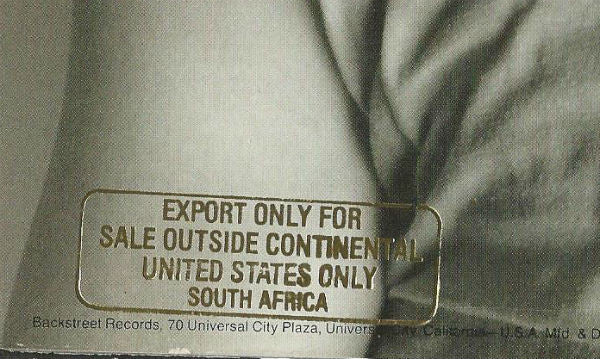 EXPORT ONLY FOR
SALE OUTSIDE CONTINENTAL
UNITED STATES ONLY
SOUTH AFRICA
Backstreet Records, 70 Universal City Plaza, Universal City, California—U.S.A. Mfd. & D